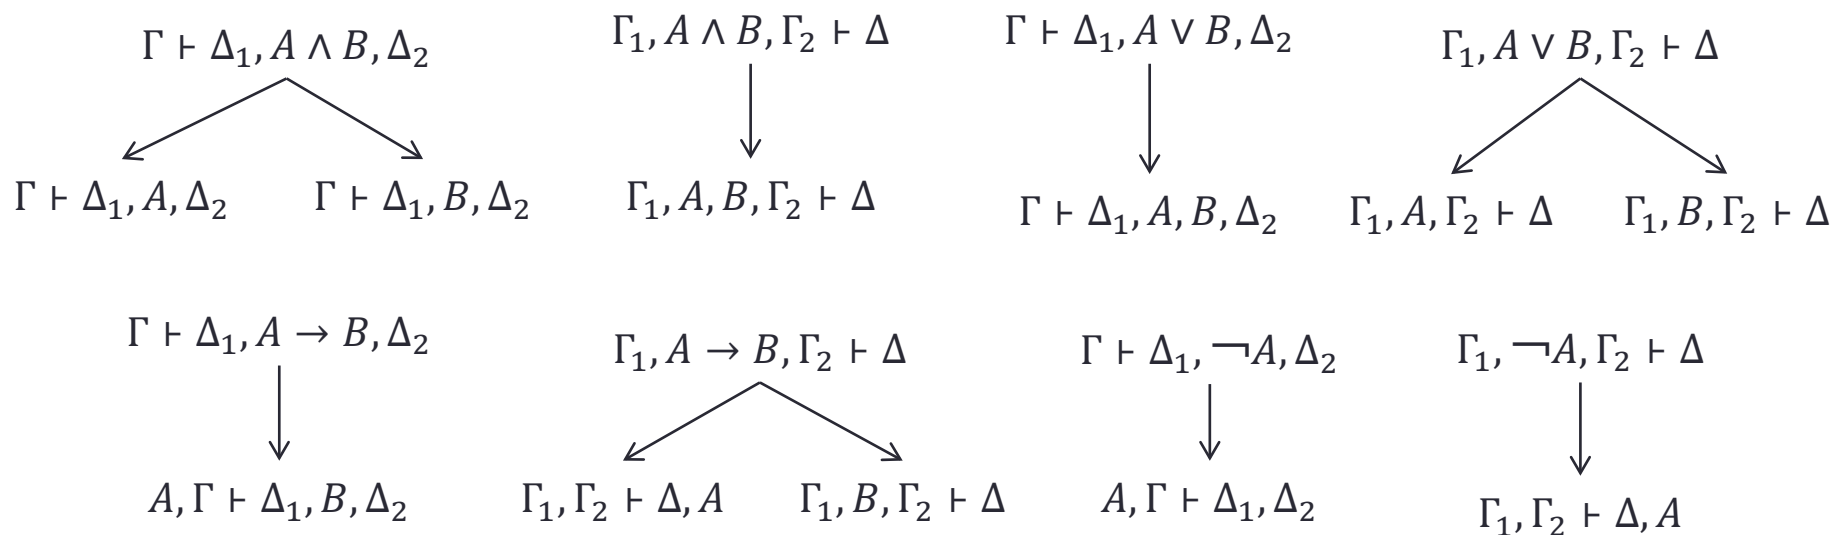 Γ ⊢ Δ₁, A ∧ B, Δ₂
Γ ⊢ Δ₁, A, Δ₂
Γ ⊢ Δ₁, B, Δ₂
Γ₁, A ∧ B, Γ₂ ⊢ Δ
Γ₁, A, B, Γ₂ ⊢ Δ
Γ ⊢ Δ₁, A ∨ B, Δ₂
Γ ⊢ Δ₁, A, B, Δ₂
Γ₁, A ∨ B, Γ₂ ⊢ Δ
Γ₁, A, Γ₂ ⊢ Δ
Γ₁, B, Γ₂ ⊢ Δ
Γ ⊢ Δ₁, A → B, Δ₂
A, Γ ⊢ Δ₁, B, Δ₂
Γ₁, A → B, Γ₂ ⊢ Δ
Γ₁, Γ₂ ⊢ Δ, A
Γ₁, B, Γ₂ ⊢ Δ
Γ ⊢ Δ₁, ¬A, Δ₂
A, Γ ⊢ Δ₁, Δ₂
Γ₁, ¬A, Γ₂ ⊢ Δ
Γ₁, Γ₂ ⊢ Δ, A